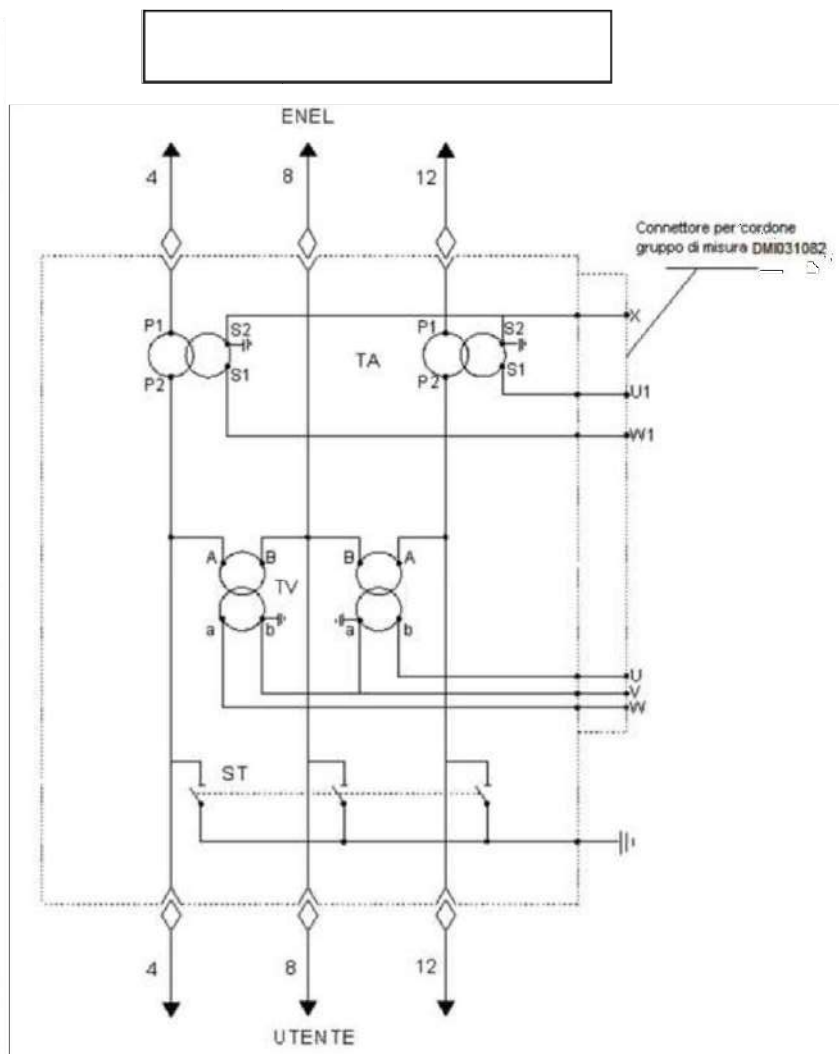 ENEL
4 8 12
Connettore per cordone
gruppo di misura DMI031082
P1 S2 P1 S2 X
TA
P2 S1 P2 S1 U1
W1
A B B A
TV
a b a b
U
V
W
ST
4 8 12
UTENTE